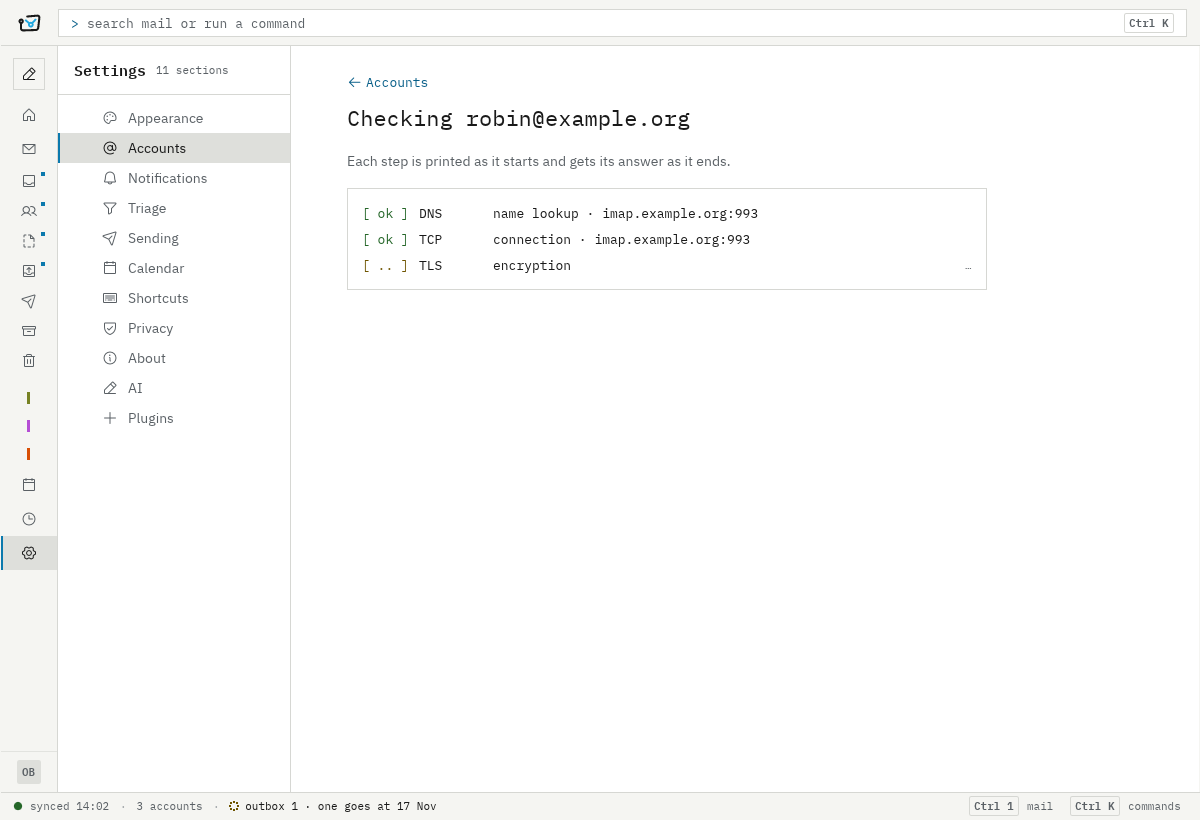 > search mail or run a command Ctrl K
Settings 11 sections
Appearance
Accounts
Notifications
Triage
Sending
Calendar
Shortcuts
Privacy
About
AI
Plugins
← Accounts
Checking robin@example.org
Each step is printed as it starts and gets its answer as it ends.
[ ok ] DNS name lookup · imap.example.org:993
[ ok ] TCP connection · imap.example.org:993
[ .. ] TLS encryption …
OB
synced 14:02 · 3 accounts · outbox 1 · one goes at 17 Nov Ctrl 1 mail Ctrl K commands